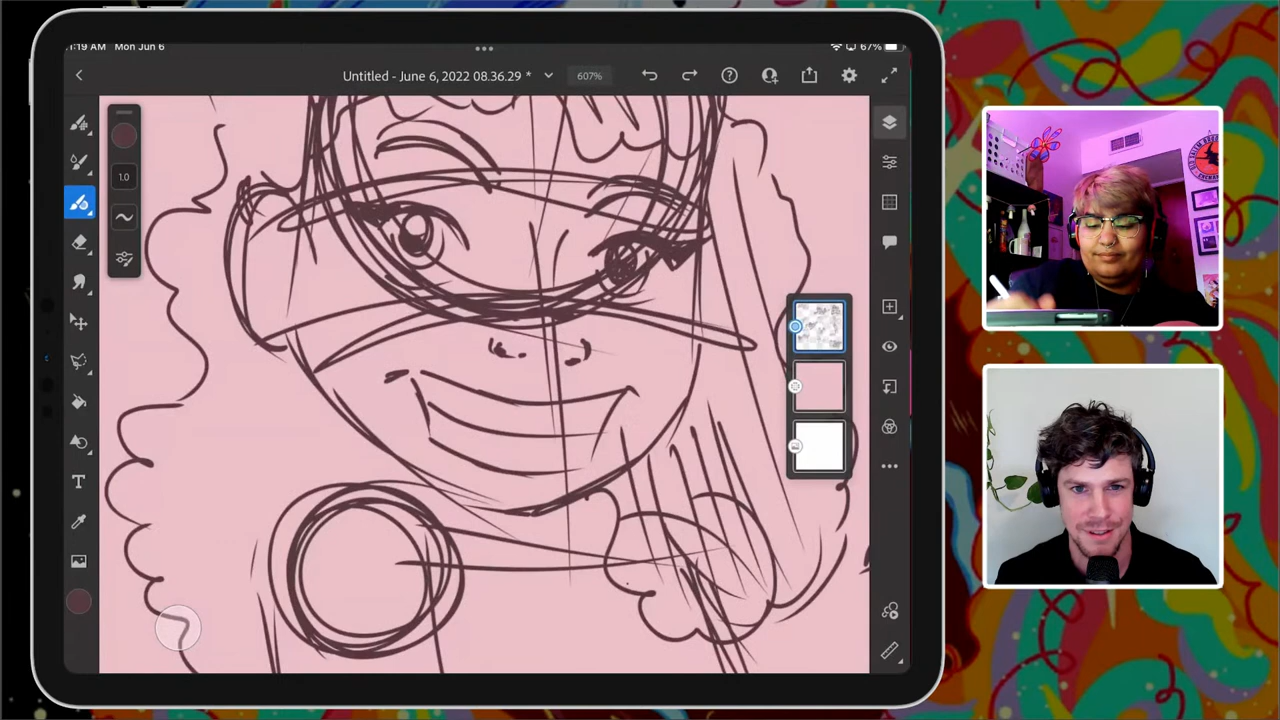 1:19 AM Mon Jun 6
67%
Untitled - June 6, 2022 08.36.29 *
607%
1.0
T